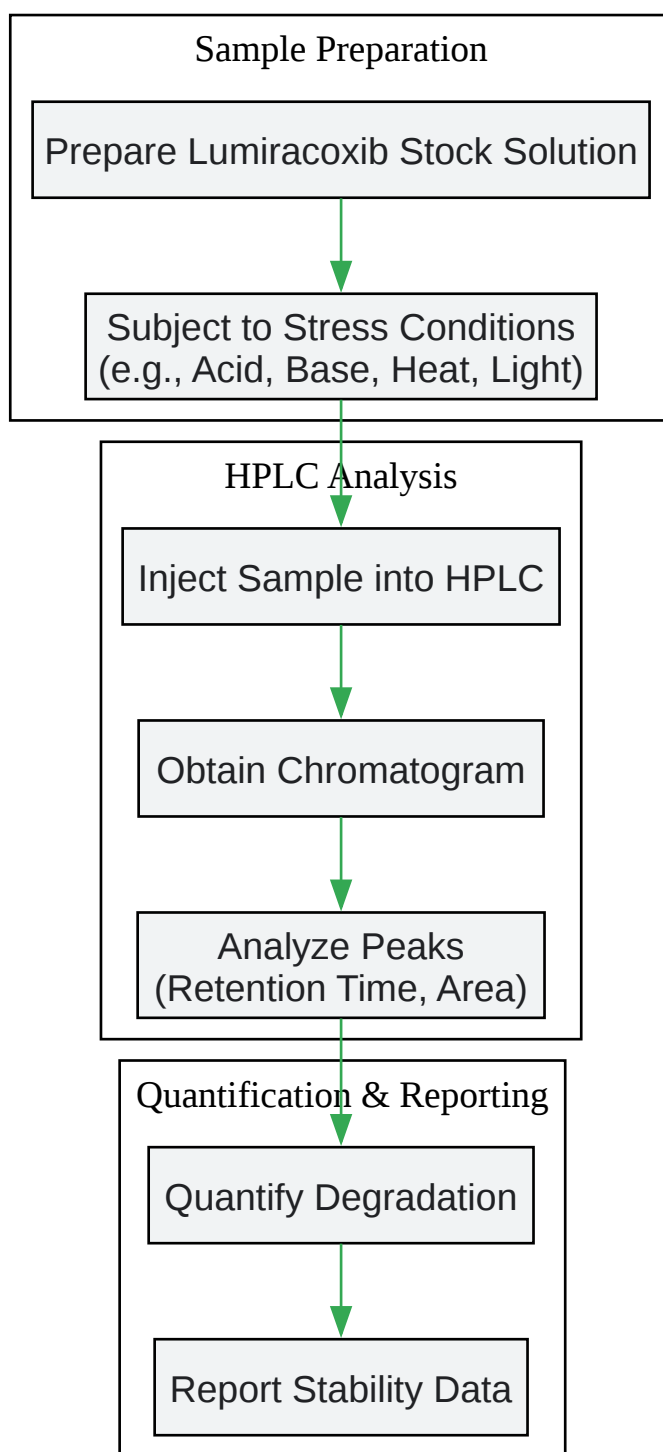 Sample Preparation
Prepare Lumiracoxib Stock Solution
Subject to Stress Conditions
(e.g., Acid, Base, Heat, Light)
HPLC Analysis
Inject Sample into HPLC
Obtain Chromatogram
Analyze Peaks
(Retention Time, Area)
Quantification & Reporting
Quantify Degradation
Report Stability Data